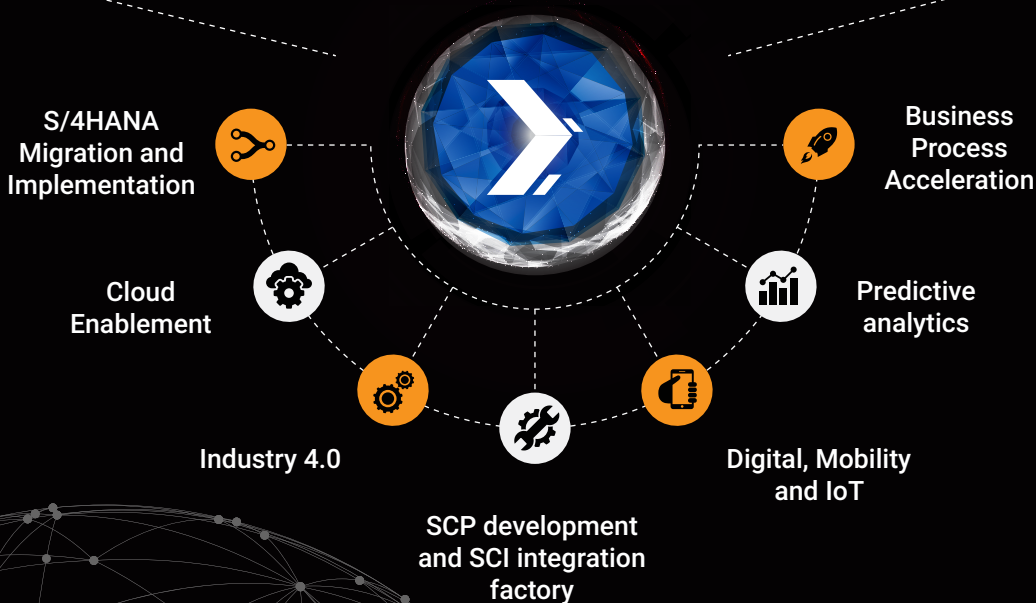 S/4HANA
Migration and
Implementation
Business
Process
Acceleration
Cloud
Enablement
Predictive
analytics
Industry 4.0
Digital, Mobility
and IoT
SCP development
and SCI integration
factory